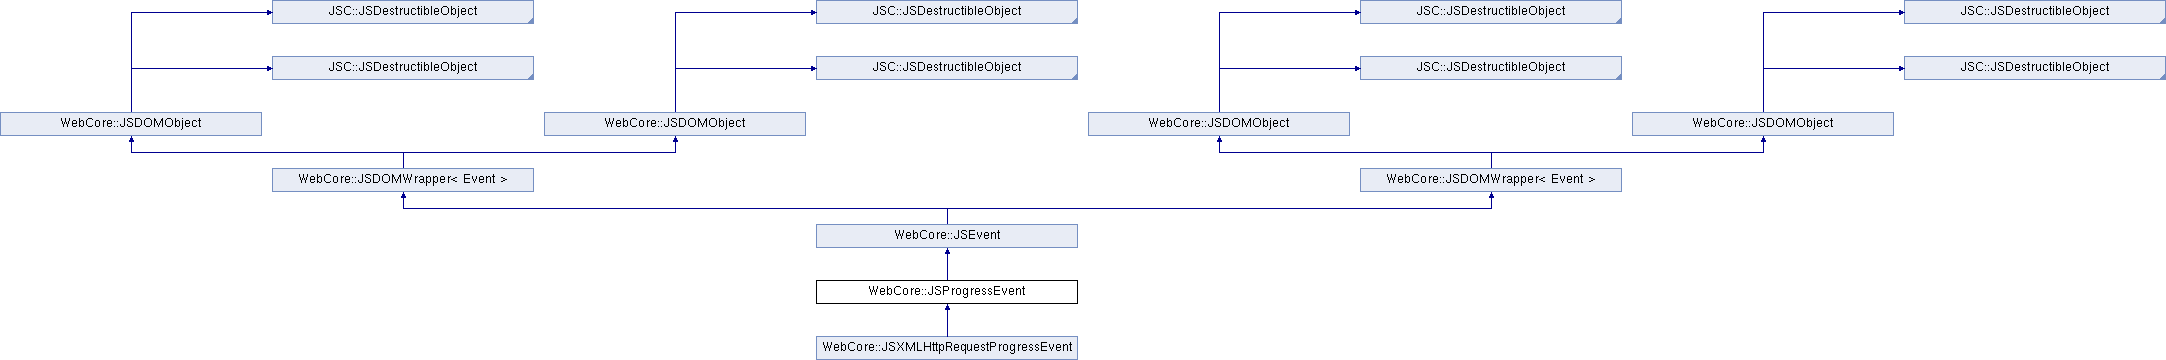 JSC::JSDestructibleObject
JSC::JSDestructibleObject
JSC::JSDestructibleObject
JSC::JSDestructibleObject
JSC::JSDestructibleObject
JSC::JSDestructibleObject
JSC::JSDestructibleObject
JSC::JSDestructibleObject
WebCore::JSDOMObject
WebCore::JSDOMObject
WebCore::JSDOMObject
WebCore::JSDOMObject
WebCore::JSDOMWrapper< Event >
WebCore::JSDOMWrapper< Event >
WebCore::JSEvent
WebCore::JSProgressEvent
WebCore::JSXMLHttpRequestProgressEvent